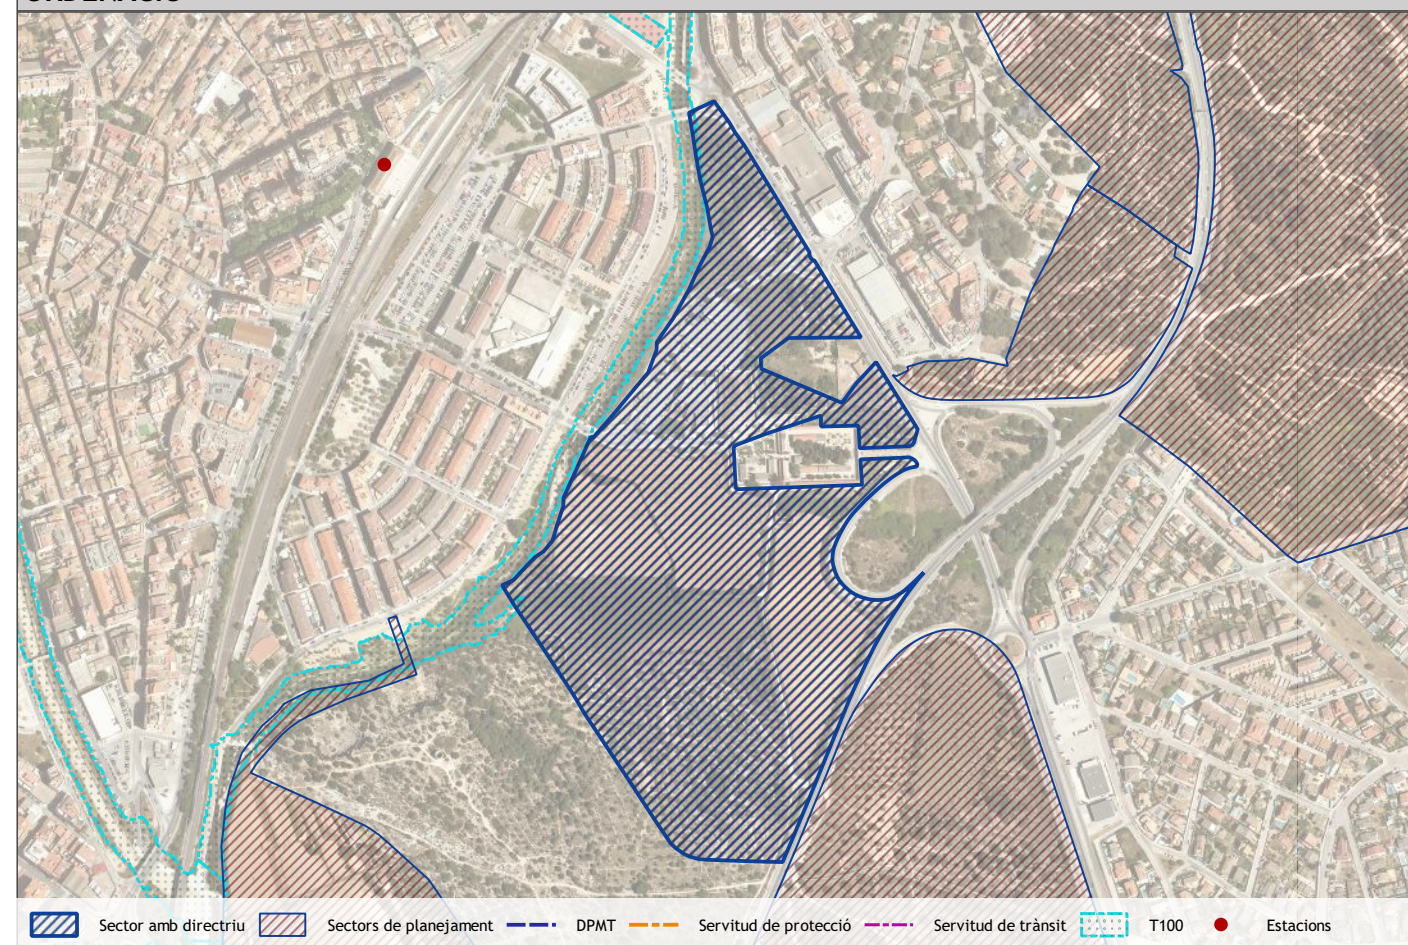 Sector amb directriu
Sectors de planejament
DPMT
Servitud de protecció
Servitud de trànsit
T100
Estacions